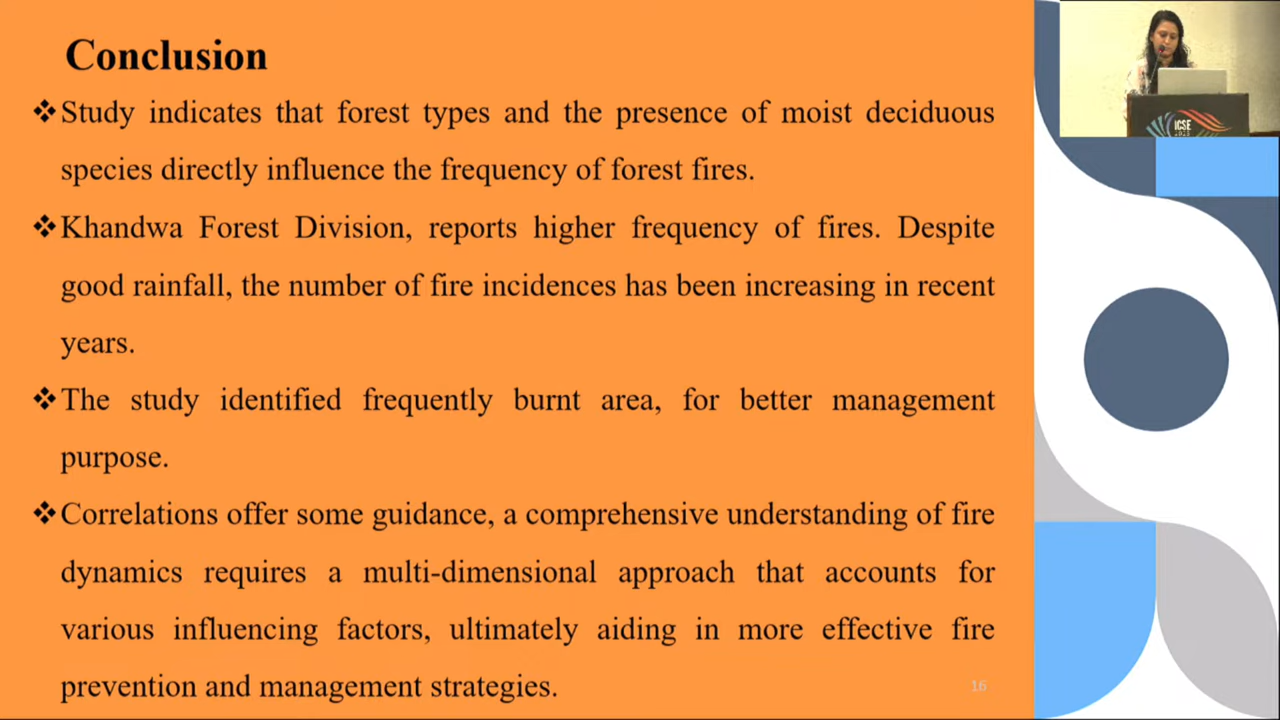 Conclusion
❖Study indicates that forest types and the presence of moist deciduous
species directly influence the frequency of forest fires.
❖Khandwa Forest Division, reports higher frequency of fires. Despite
good rainfall, the number of fire incidences has been increasing in recent
years.
❖The study identified frequently burnt area, for better management
purpose.
❖Correlations offer some guidance, a comprehensive understanding of fire
dynamics requires a multi-dimensional approach that accounts for
various influencing factors, ultimately aiding in more effective fire
prevention and management strategies.
16
ICSE